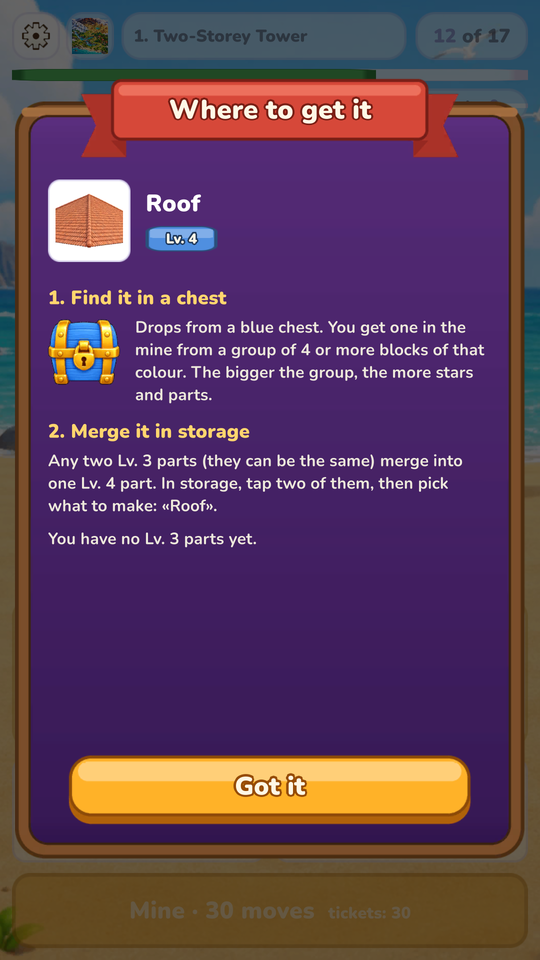 1. Two-Storey Tower
12 of 17
Where to get it
Roof
Lv. 4
1. Find it in a chest
Drops from a blue chest. You get one in the
mine from a group of 4 or more blocks of that
colour. The bigger the group, the more stars
and parts.
2. Merge it in storage
Any two Lv. 3 parts (they can be the same) merge into
one Lv. 4 part. In storage, tap two of them, then pick
what to make: «Roof».
You have no Lv. 3 parts yet.
Got it
Mine · 30 moves tickets: 30